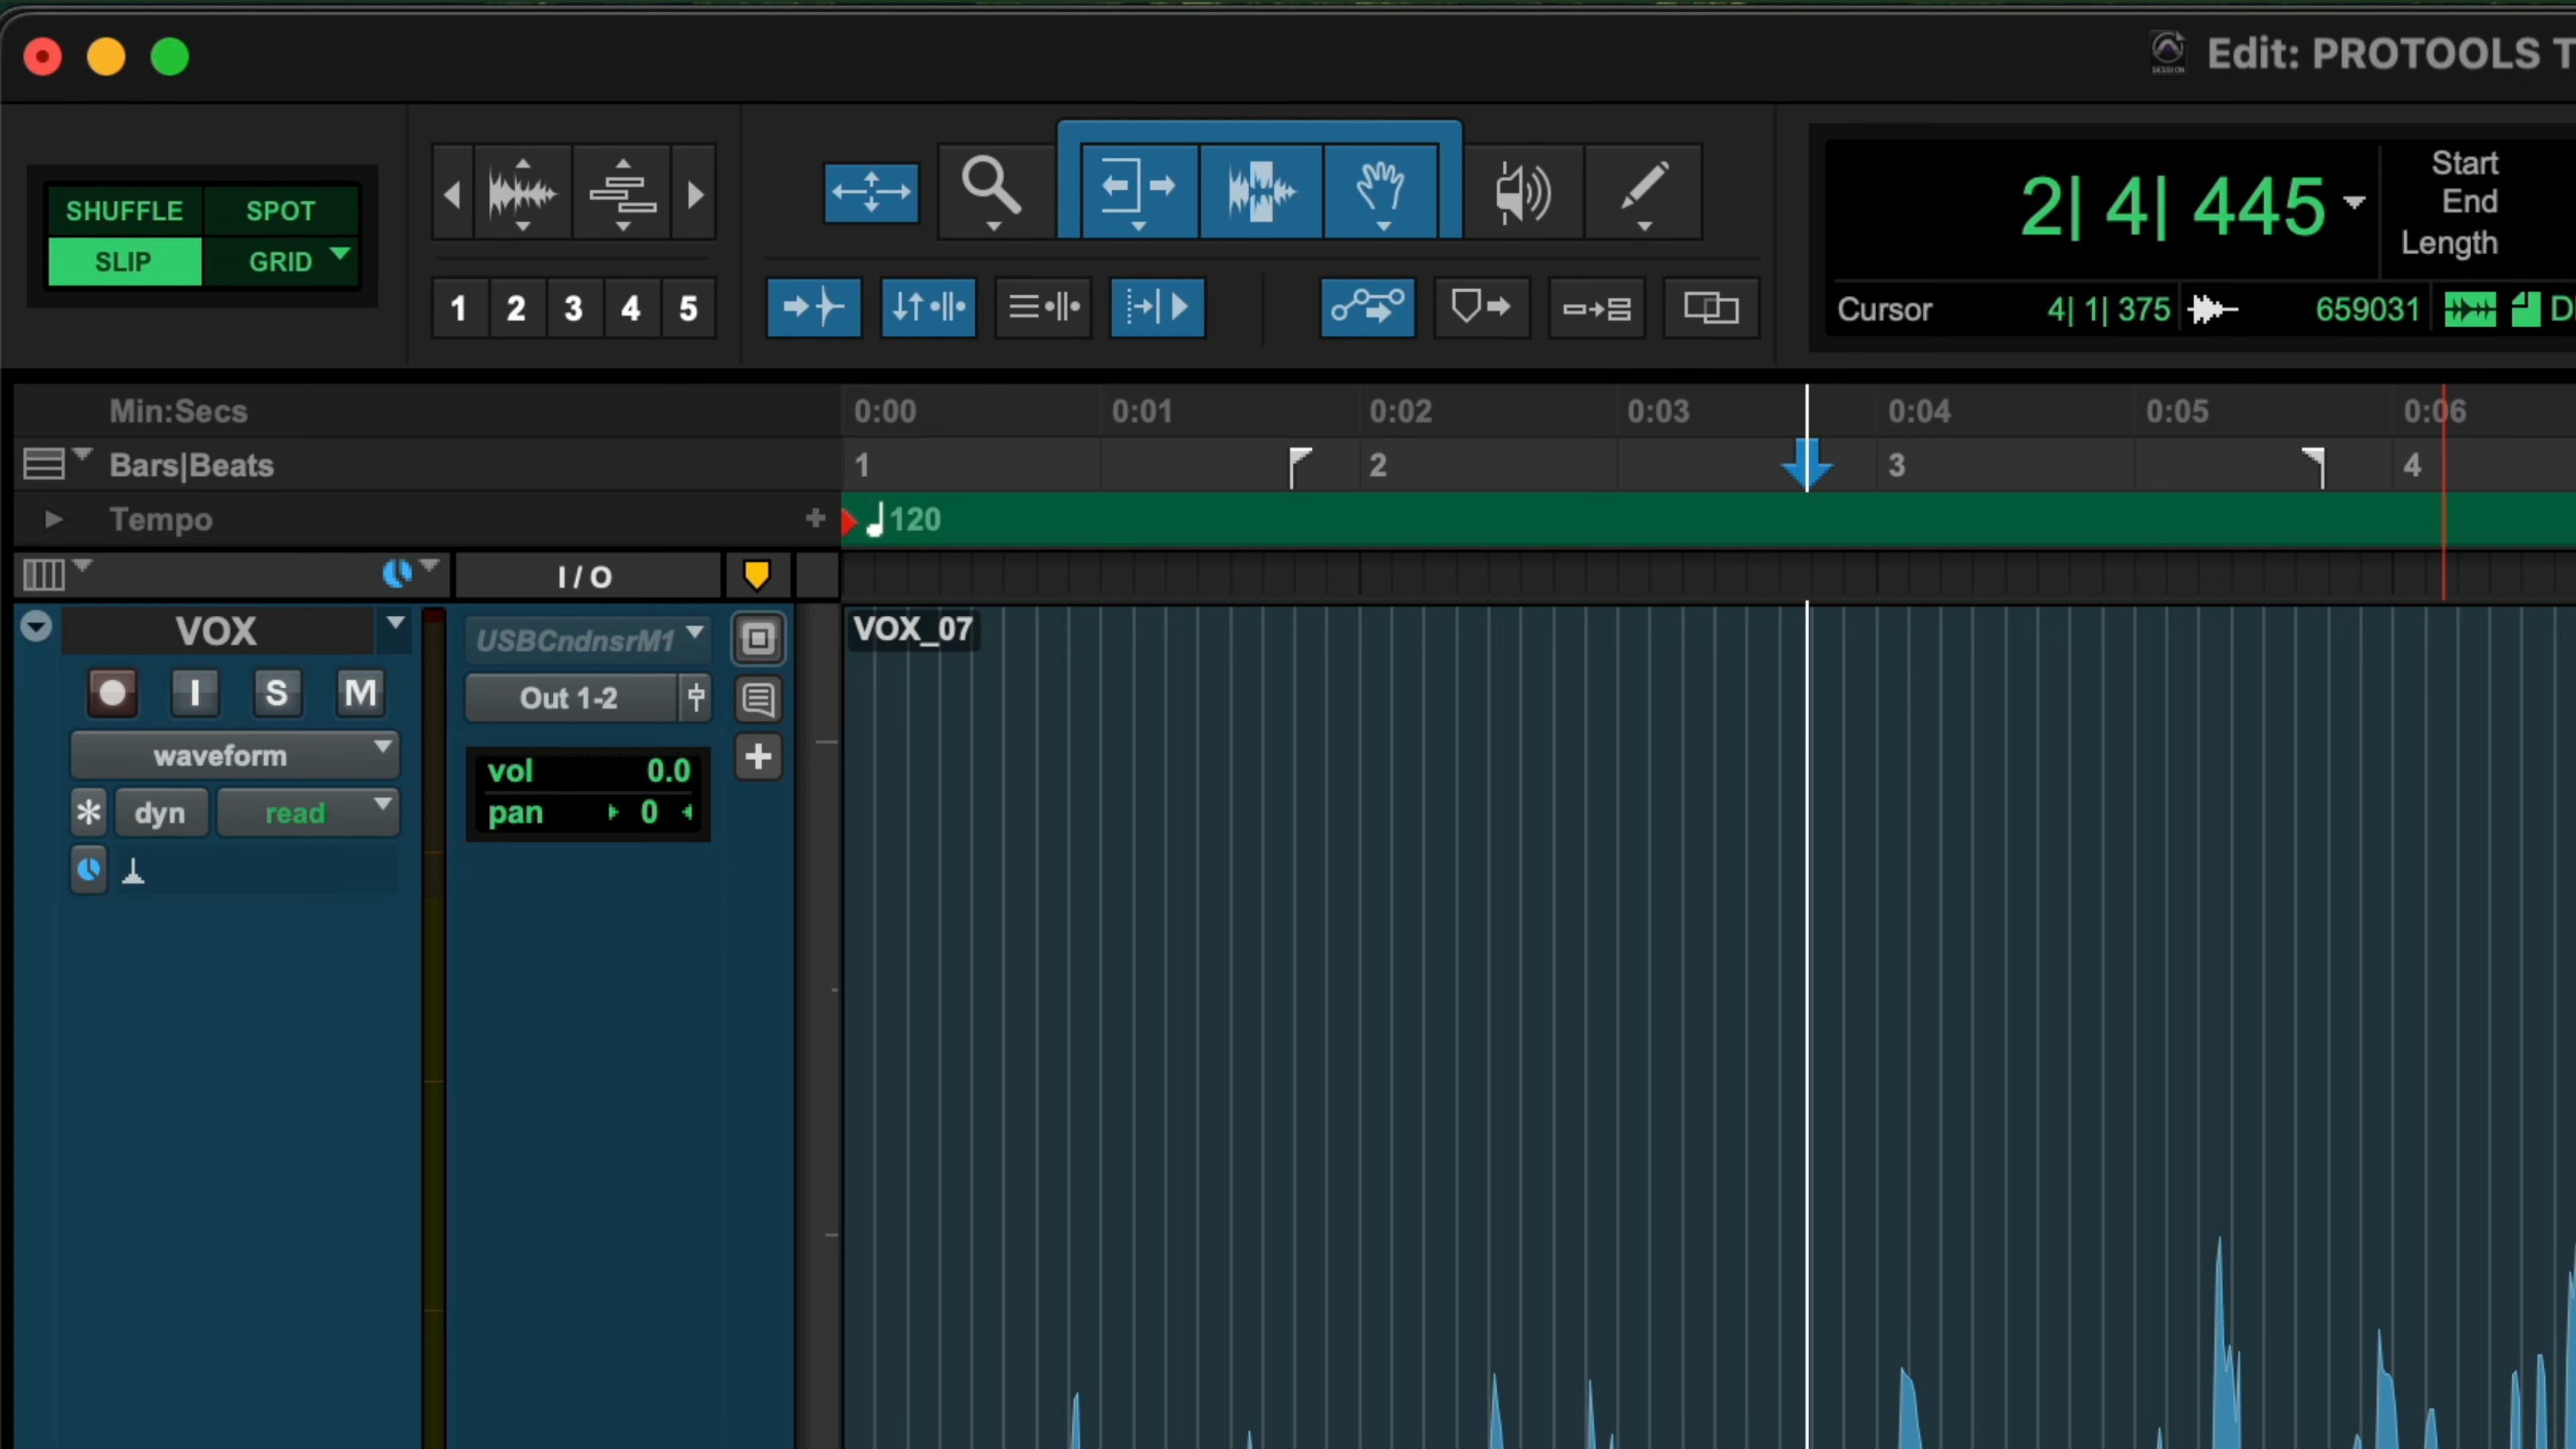 SESSION
Edit: PROTOOLS T
SHUFFLE SPOT
SLIP GRID
1 2 3 4 5
2| 4| 445
Start
End
Length
Cursor 4| 1| 375 659031 D
Min:Secs 0:00 0:01 0:02 0:03 0:04 0:05 0:06
Bars|Beats 1 2 3 4
Tempo + 120
I / O
VOX
USBCndnsrM1
VOX_07
I S M
Out 1-2
waveform
vol 0.0
dyn read
pan 0